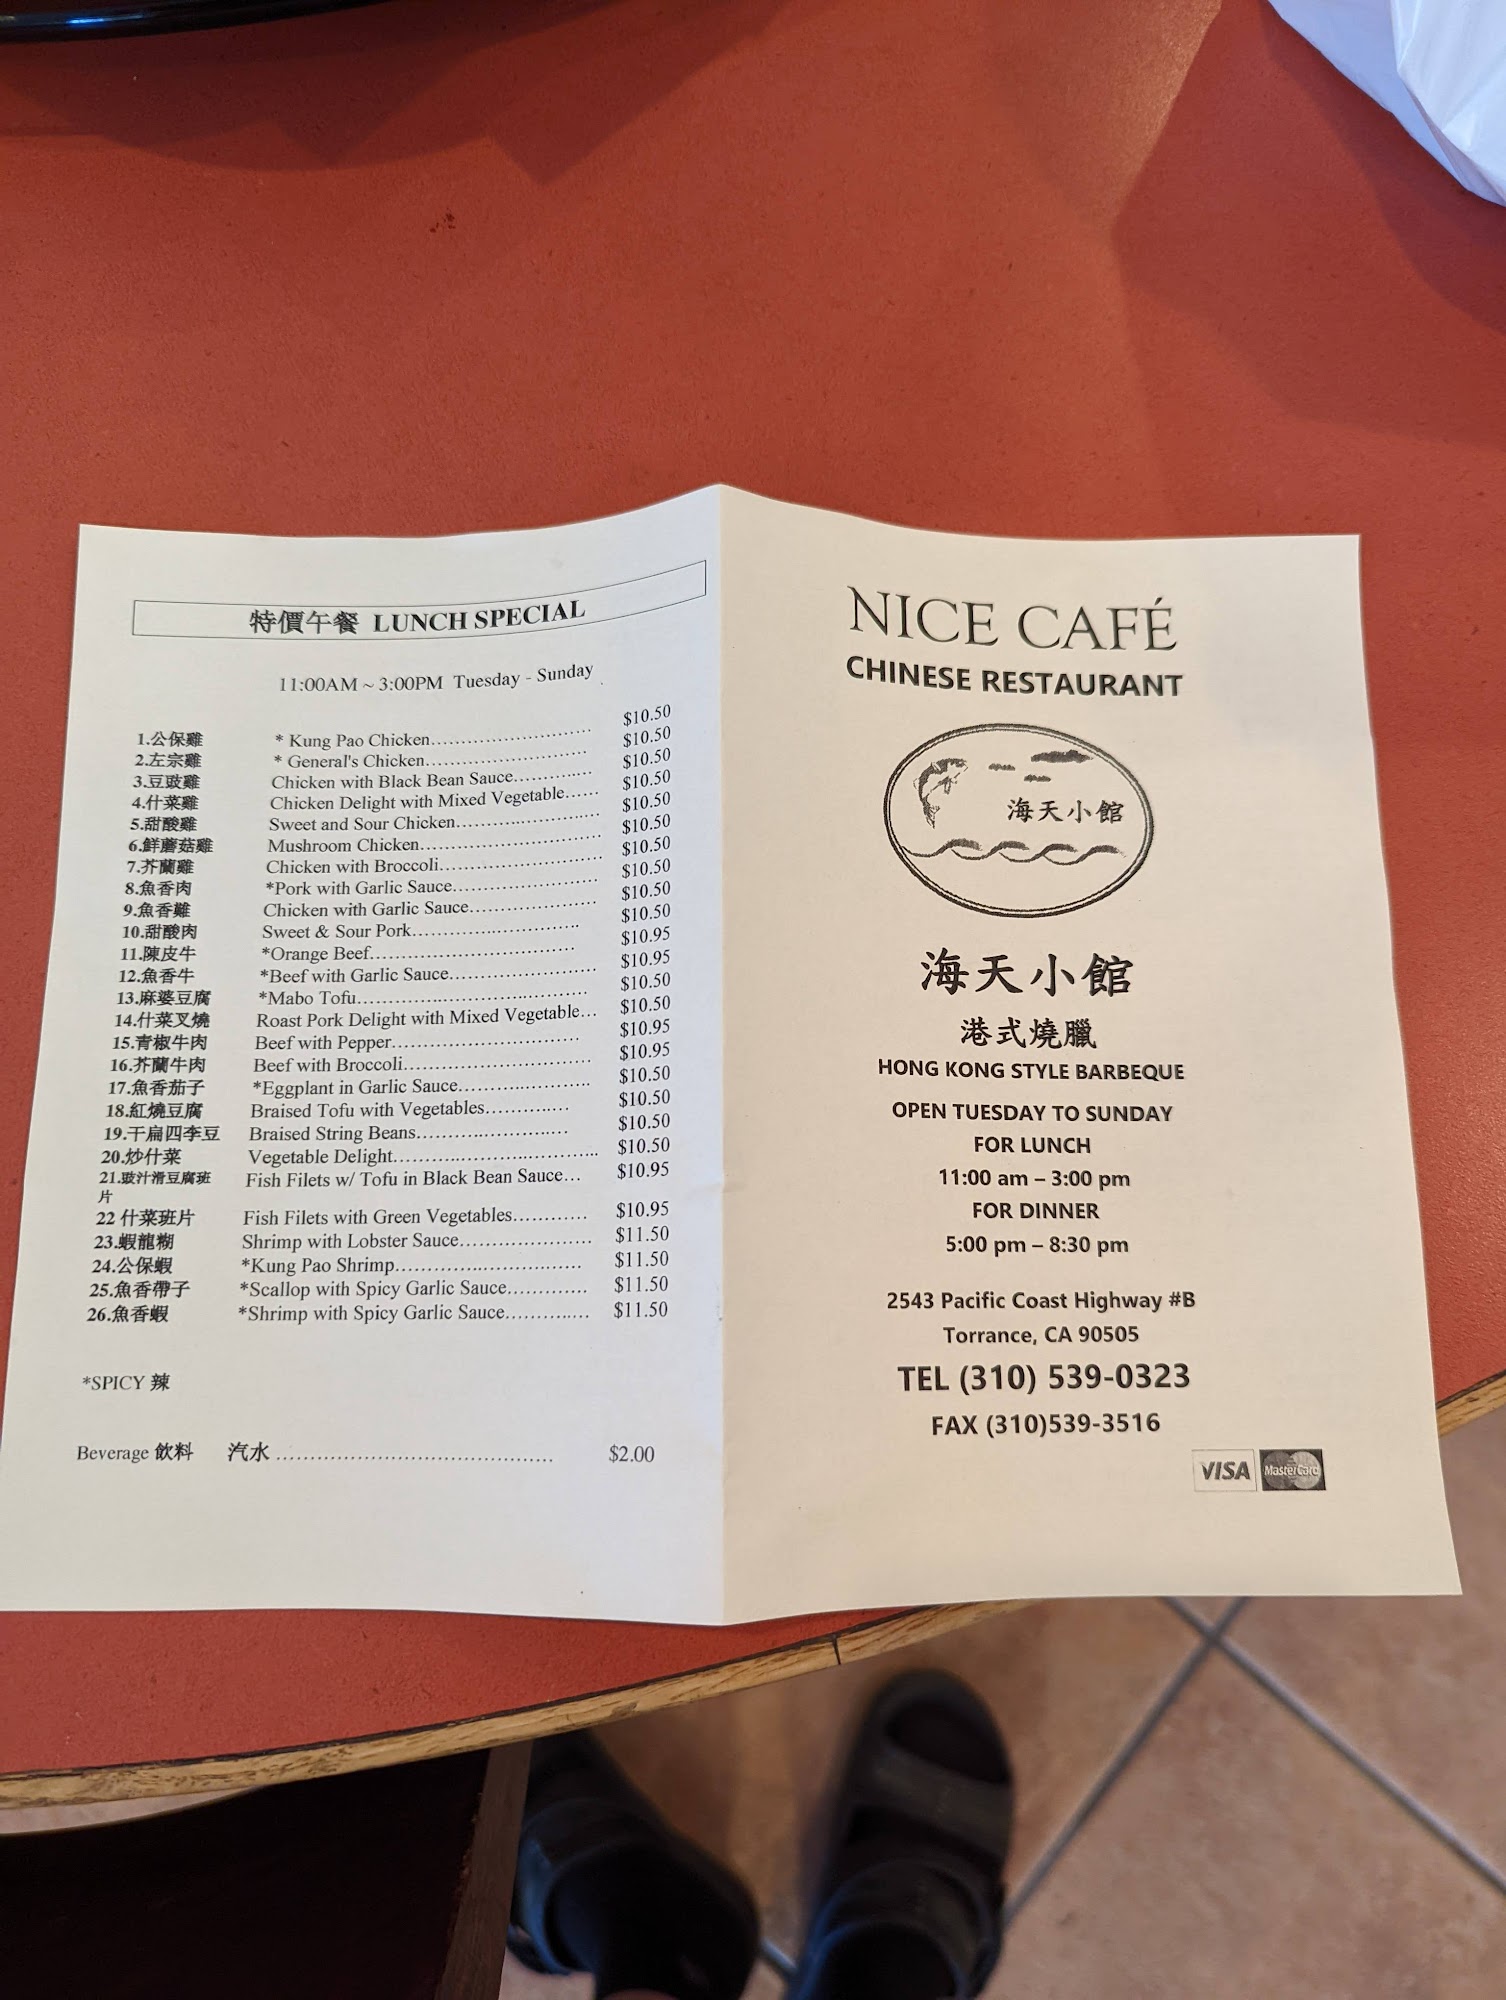 特價午餐 LUNCH SPECIAL
11:00AM ~ 3:00PM Tuesday - Sunday
1.公保雞 * Kung Pao Chicken............................ $10.50
2.左宗雞 * General's Chicken............................ $10.50
3.豆豉雞 Chicken with Black Bean Sauce.............. $10.50
4.什菜雞 Chicken Delight with Mixed Vegetable...... $10.50
5.甜酸雞 Sweet and Sour Chicken......................... $10.50
6.鮮蘑菇雞 Mushroom Chicken................................ $10.50
7.芥蘭雞 Chicken with Broccoli............................. $10.50
8.魚香肉 *Pork with Garlic Sauce......................... $10.50
9.魚香雞 Chicken with Garlic Sauce...................... $10.50
10.甜酸肉 Sweet & Sour Pork............................. $10.50
11.陳皮牛 *Orange Beef.................................... $10.95
12.魚香牛 *Beef with Garlic Sauce......................... $10.95
13.麻婆豆腐 *Mabo Tofu........................................ $10.50
14.什菜叉燒 Roast Pork Delight with Mixed Vegetable... $10.50
15.青椒牛肉 Beef with Pepper................................ $10.95
16.芥蘭牛肉 Beef with Broccoli................................ $10.95
17.魚香茄子 *Eggplant in Garlic Sauce....................... $10.50
18.紅燒豆腐 Braised Tofu with Vegetables.............. $10.50
19.干扁四季豆 Braised String Beans.......................... $10.50
20.炒什菜 Vegetable Delight.................................. $10.50
21.豉汁滑豆腐班片 Fish Filets w/ Tofu in Black Bean Sauce... $10.95
22 什菜班片 Fish Filets with Green Vegetables............ $10.95
23.蝦龍糊 Shrimp with Lobster Sauce..................... $11.50
24.公保蝦 *Kung Pao Shrimp............................... $11.50
25.魚香帶子 *Scallop with Spicy Garlic Sauce............. $11.50
26.魚香蝦 *Shrimp with Spicy Garlic Sauce.............. $11.50
*SPICY 辣
Beverage 飲料 汽水 ......................................... $2.00
NICE CAFÉ
CHINESE RESTAURANT
海天小館
海天小館
港式燒臘
HONG KONG STYLE BARBEQUE
OPEN TUESDAY TO SUNDAY
FOR LUNCH
11:00 am – 3:00 pm
FOR DINNER
5:00 pm – 8:30 pm
2543 Pacific Coast Highway #B
Torrance, CA 90505
TEL (310) 539-0323
FAX (310)539-3516
VISA MasterCard